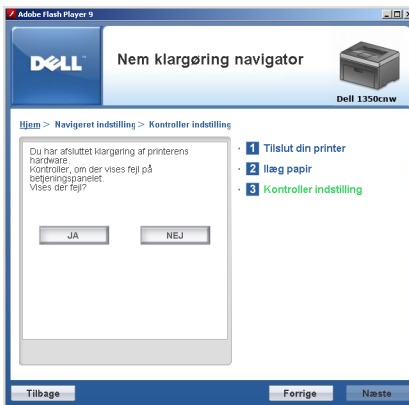 Adobe Flash Player 9
DELL™
Nem klargøring navigator
Dell 1350cnw
Hjem > Navigeret indstilling > Kontroller indstilling
Du har afsluttet klargøring af printerens
hardware.
Kontroller, om der vises fejl på
betjeningspanelet.
Vises der fejl?
JA
NEJ
1 Tilslut din printer
2 Ilæg papir
3 Kontroller indstilling
Tilbage
Forrige
Næste